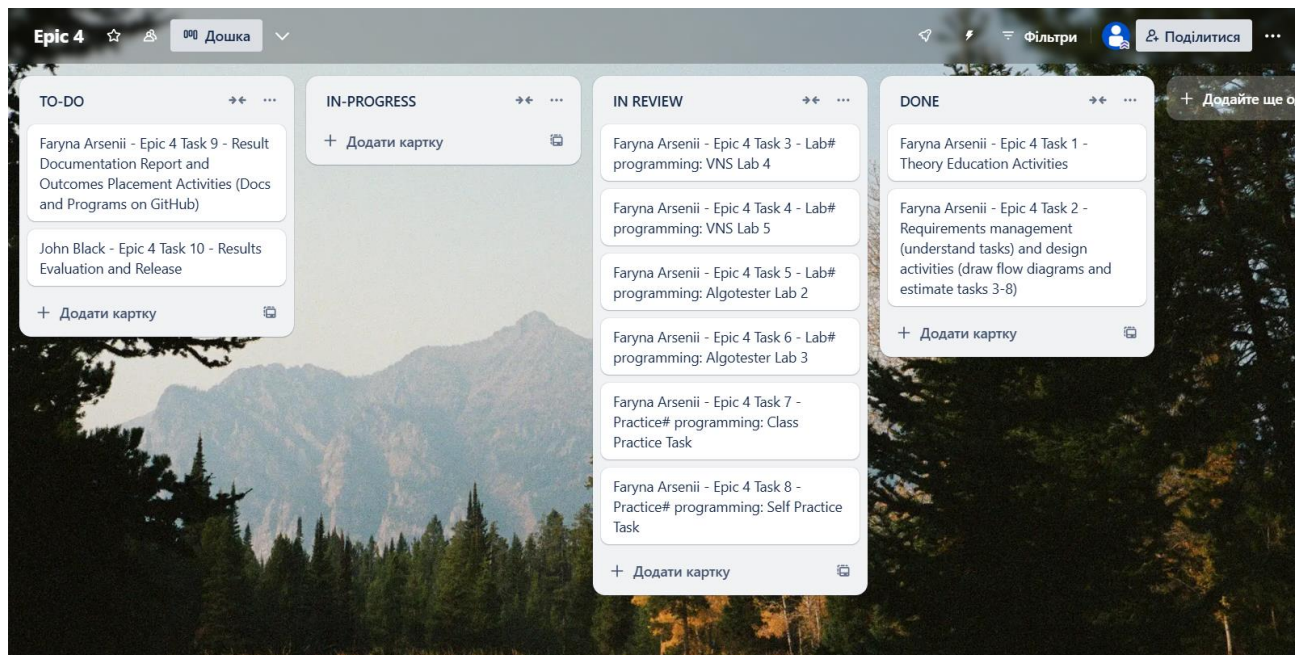 Epic 4
Дошка
Фільтри
Поділитися
TO-DO
Faryna Arsenii - Epic 4 Task 9 - Result
Documentation Report and
Outcomes Placement Activities (Docs
and Programs on GitHub)
John Black - Epic 4 Task 10 - Results
Evaluation and Release
Додати картку
IN-PROGRESS
Додати картку
IN REVIEW
Faryna Arsenii - Epic 4 Task 3 - Lab#
programming: VNS Lab 4
Faryna Arsenii - Epic 4 Task 4 - Lab#
programming: VNS Lab 5
Faryna Arsenii - Epic 4 Task 5 - Lab#
programming: Algotester Lab 2
Faryna Arsenii - Epic 4 Task 6 - Lab#
programming: Algotester Lab 3
Faryna Arsenii - Epic 4 Task 7 -
Practice# programming: Class
Practice Task
Faryna Arsenii - Epic 4 Task 8 -
Practice# programming: Self Practice
Task
Додати картку
DONE
Faryna Arsenii - Epic 4 Task 1 -
Theory Education Activities
Faryna Arsenii - Epic 4 Task 2 -
Requirements management
(understand tasks) and design
activities (draw flow diagrams and
estimate tasks 3-8)
Додати картку
Додайте ще